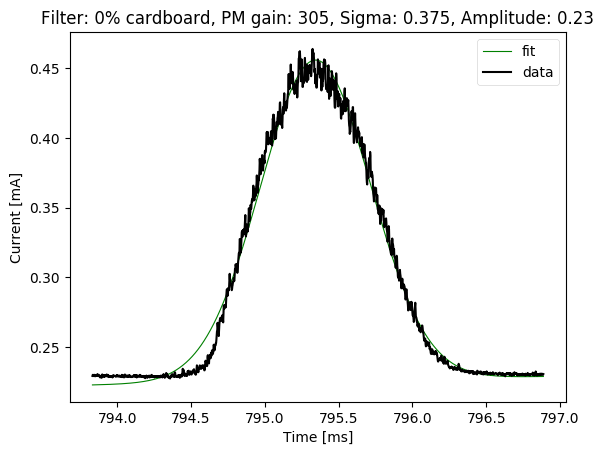 Filter: 0% cardboard, PM gain: 305, Sigma: 0.375, Amplitude: 0.23
fit
data
0.45
0.40
0.35
0.30
0.25
Current [mA]
794.0 794.5 795.0 795.5 796.0 796.5 797.0
Time [ms]